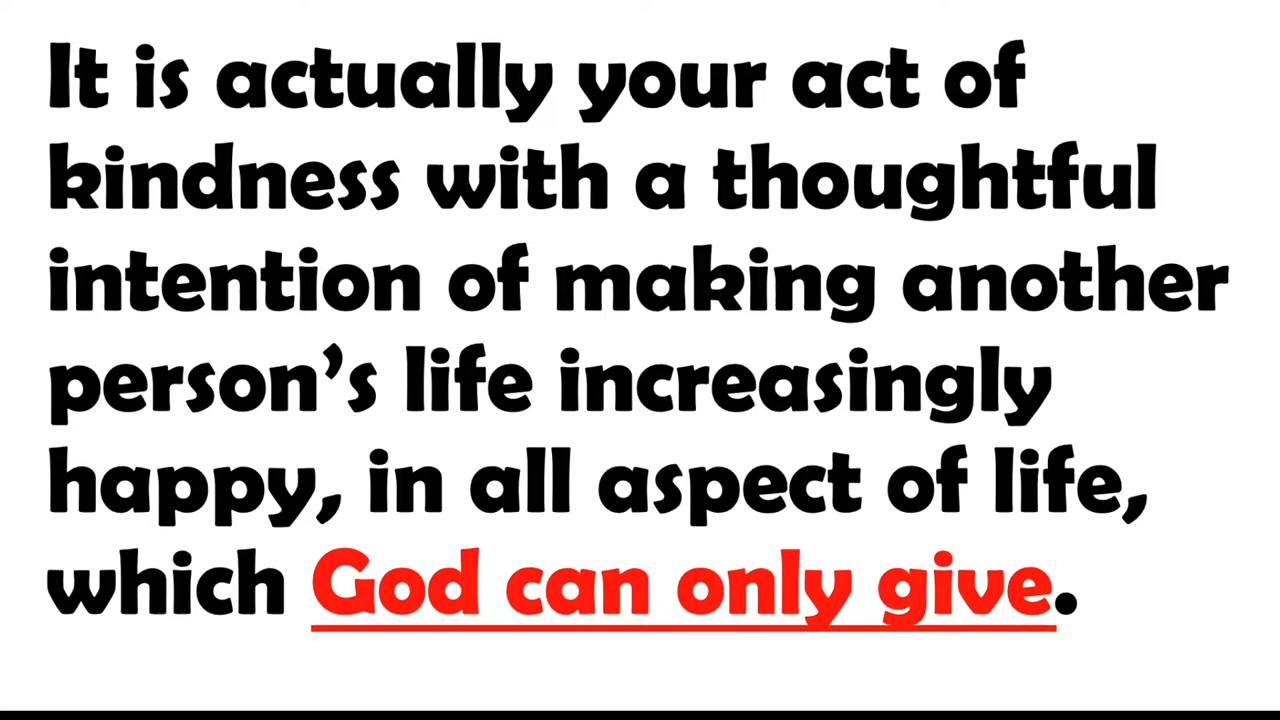 It is actually your act of
kindness with a thoughtful
intention of making another
person’s life increasingly
happy, in all aspect of life,
which God can only give.